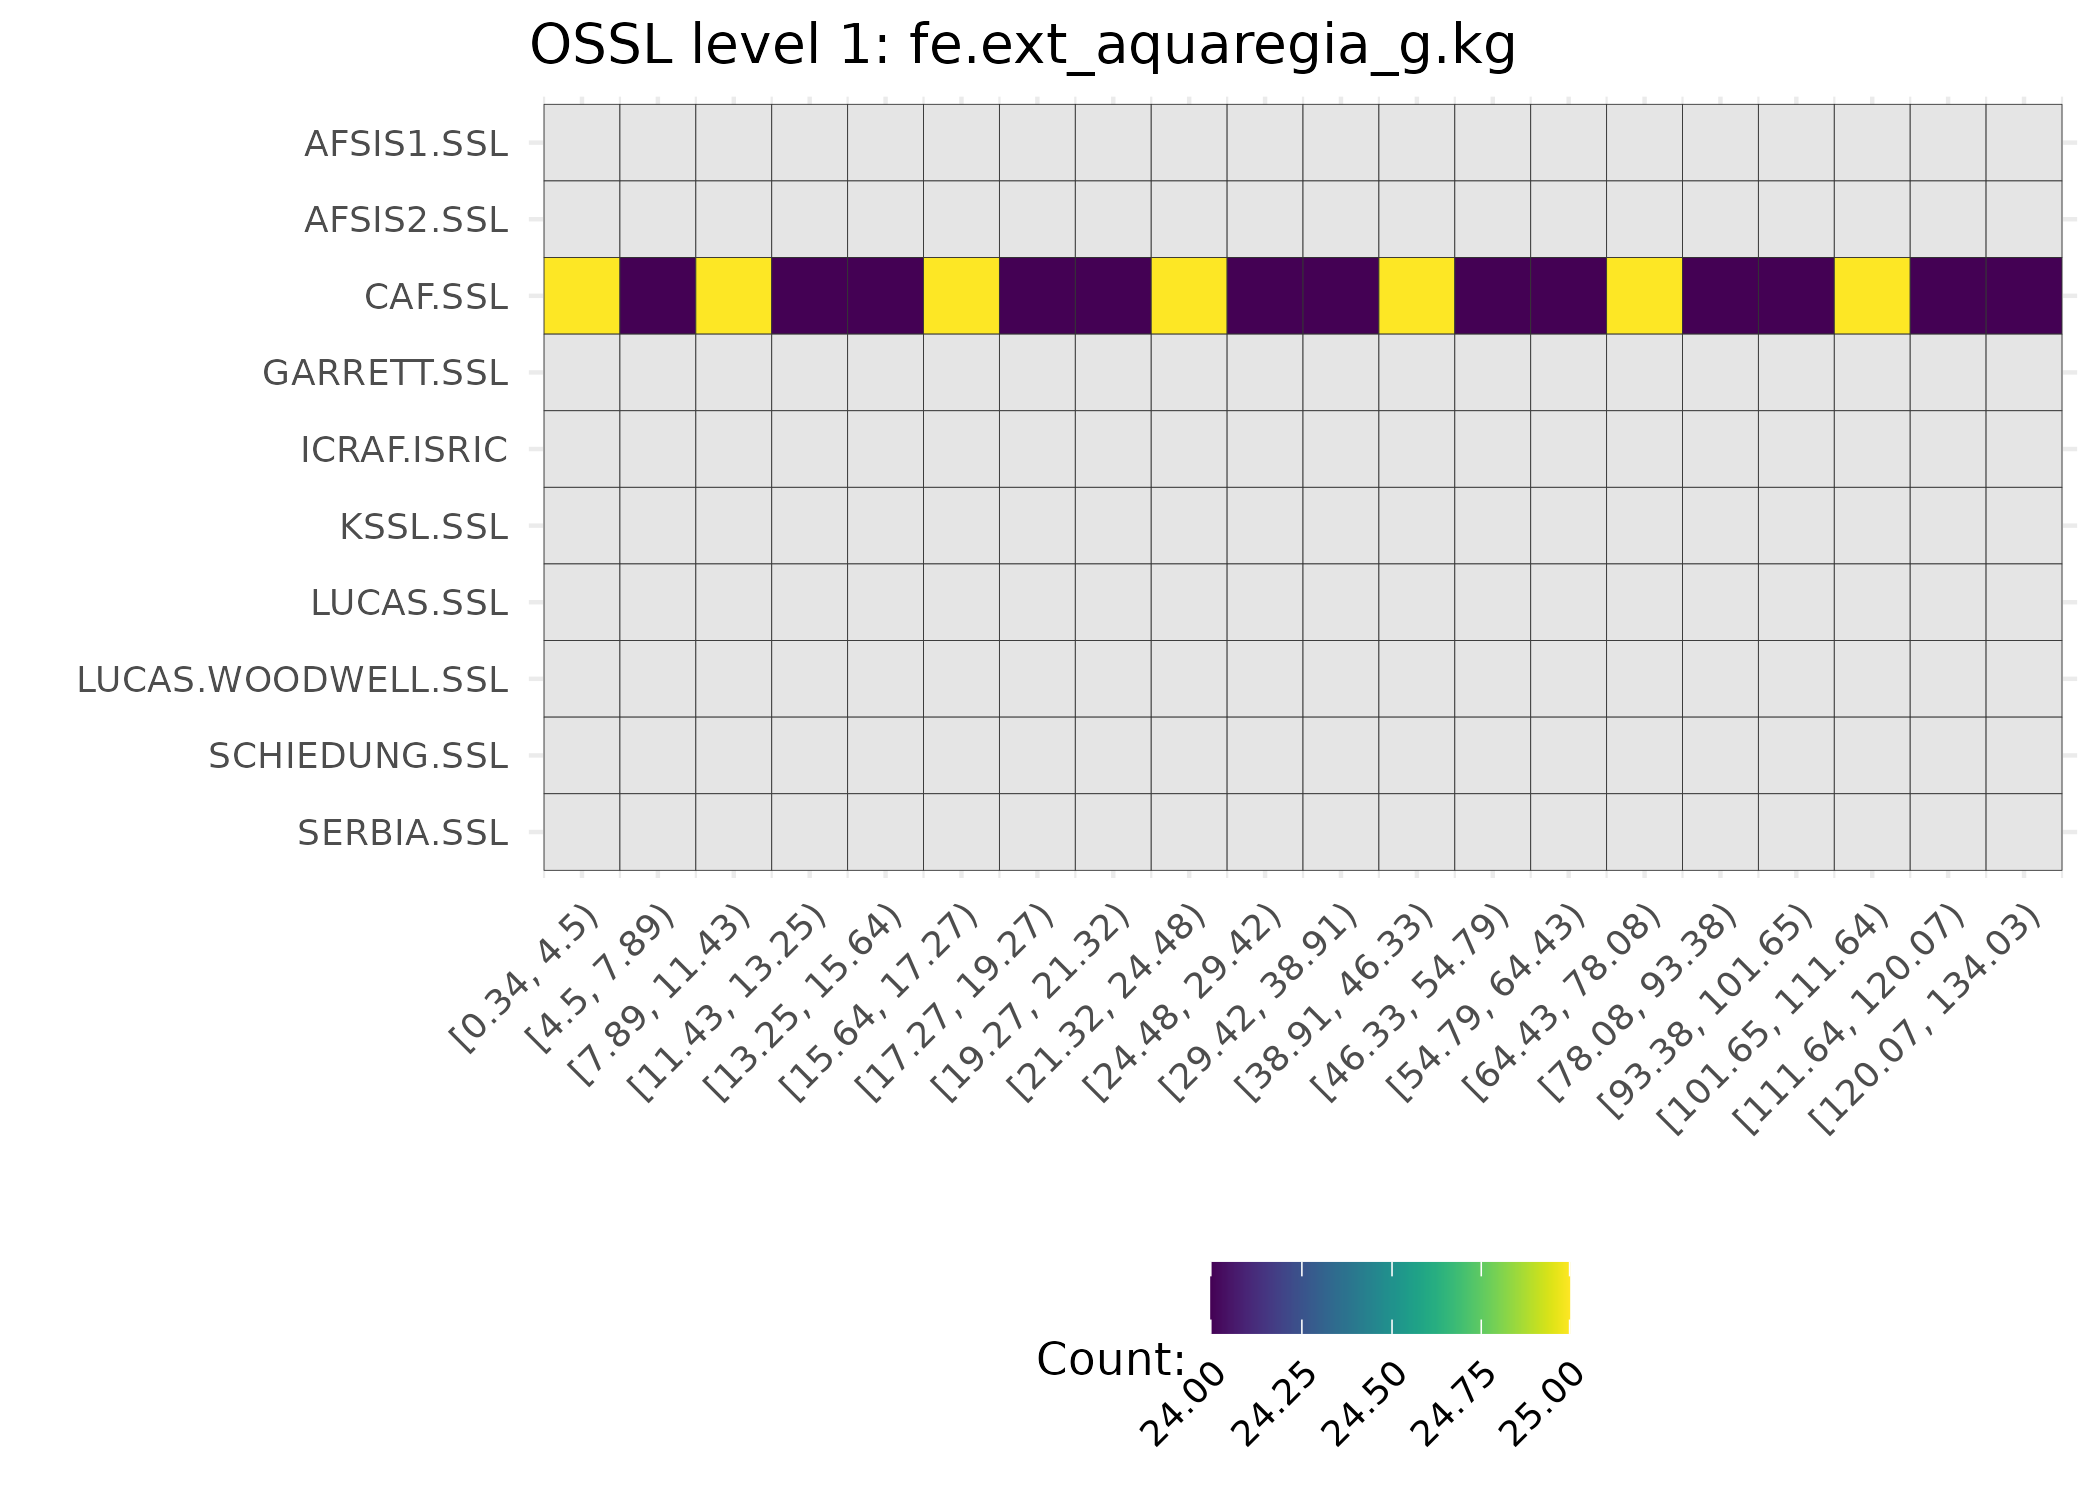 OSSL level 1: fe.ext_aquaregia_g.kg
AFSIS1.SSL
AFSIS2.SSL
CAF.SSL
GARRETT.SSL
ICRAF.ISRIC
KSSL.SSL
LUCAS.SSL
LUCAS.WOODWELL.SSL
SCHIEDUNG.SSL
SERBIA.SSL
[0.34, 4.5)
[4.5, 7.89)
[7.89, 11.43)
[11.43, 13.25)
[13.25, 15.64)
[15.64, 17.27)
[17.27, 19.27)
[19.27, 21.32)
[21.32, 24.48)
[24.48, 29.42)
[29.42, 38.91)
[38.91, 46.33)
[46.33, 54.79)
[54.79, 64.43)
[64.43, 78.08)
[78.08, 93.38)
[93.38, 101.65)
[101.65, 111.64)
[111.64, 120.07)
[120.07, 134.03)
Count:
24.00
24.25
24.50
24.75
25.00